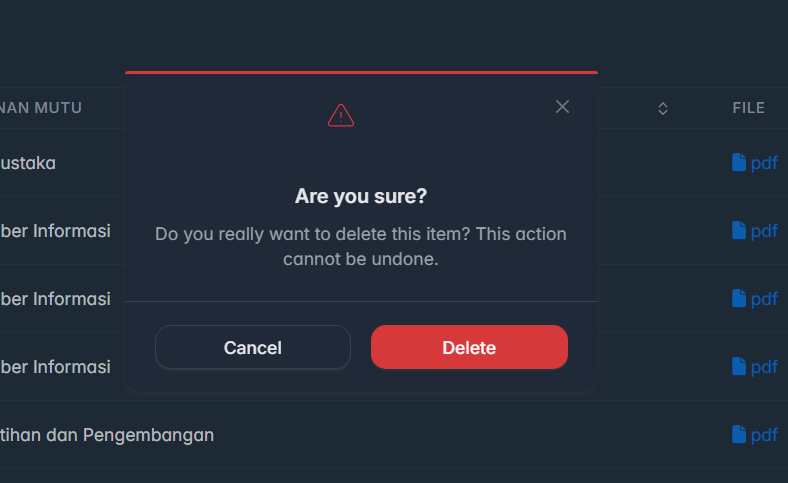 NAN MUTU
FILE
ustaka
pdf
Are you sure?
ber Informasi
Do you really want to delete this item? This action
cannot be undone.
pdf
ber Informasi
pdf
ber Informasi
Cancel
Delete
pdf
tihan dan Pengembangan
pdf